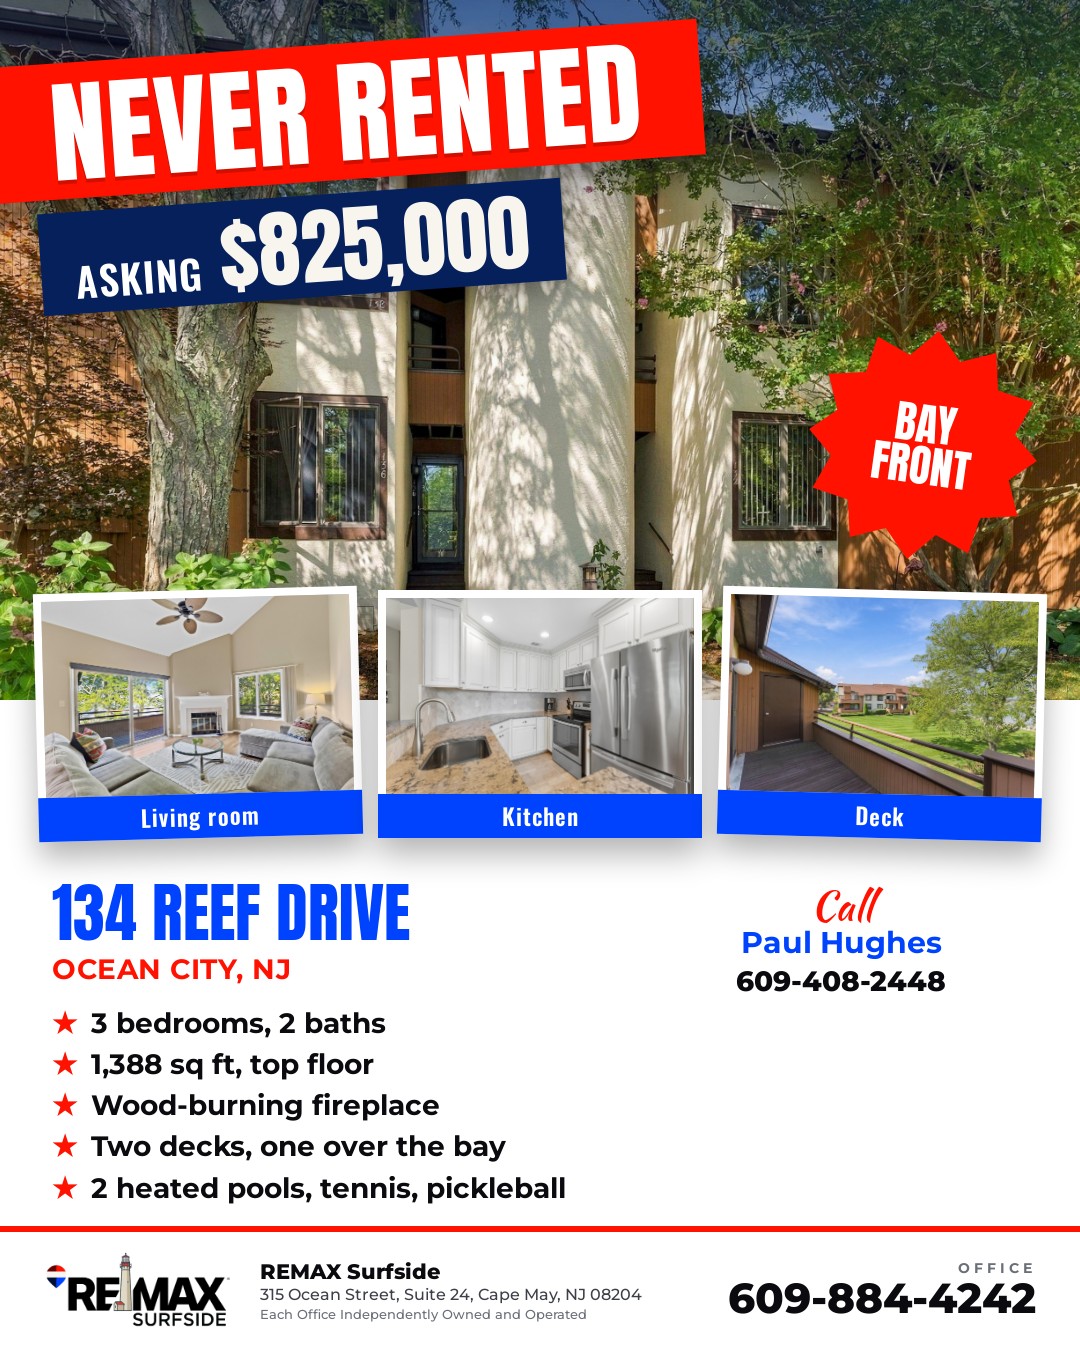 NEVER RENTED
ASKING $825,000
BAY
FRONT
Living room
Kitchen
Deck
134 REEF DRIVE
OCEAN CITY, NJ
★ 3 bedrooms, 2 baths
★ 1,388 sq ft, top floor
★ Wood-burning fireplace
★ Two decks, one over the bay
★ 2 heated pools, tennis, pickleball
Call
Paul Hughes
609-408-2448
RE/MAX
SURFSIDE
REMAX Surfside
315 Ocean Street, Suite 24, Cape May, NJ 08204
Each Office Independently Owned and Operated
OFFICE
609-884-4242